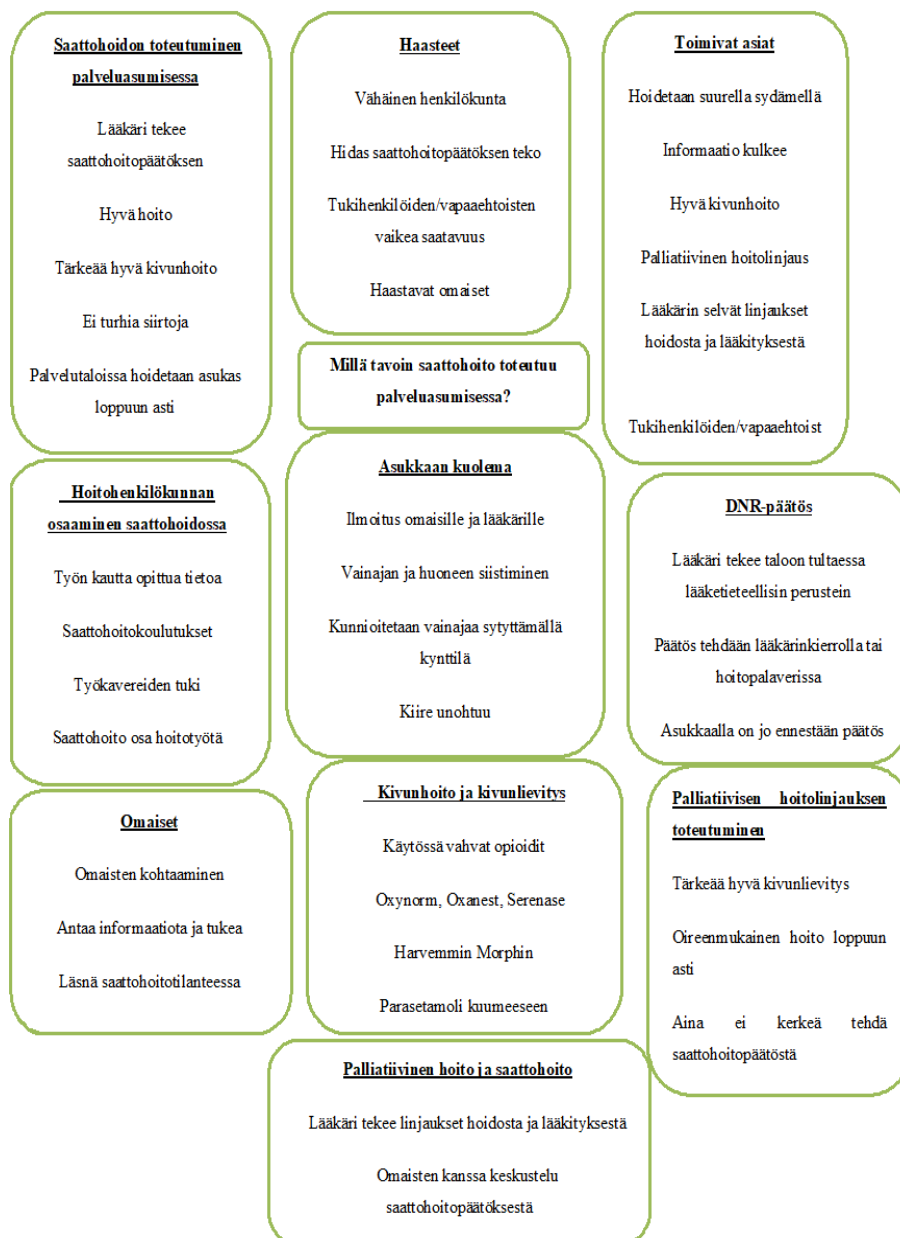 Saattohoidon toteutuminen
palveluasumisessa
Lääkäri tekee
saattohoitopäätöksen
Hyvä hoito
Tärkeää hyvä kivunhoito
Ei turhia siirtoja
Palvelutaloissa hoidetaan asukas
loppuun asti
Haasteet
Vähäinen henkilökunta
Hidas saattohoitopäätöksen teko
Tukihenkilöiden/vapaaehtoisten
vaikea saatavuus
Haastavat omaiset
Toimivat asiat
Hoidetaan suurella sydämellä
Informaatio kulkee
Hyvä kivunhoito
Palliatiivinen hoitolinjaus
Lääkärin selvät linjaukset
hoidosta ja lääkityksestä
Tukihenkilöiden/vapaaehtoist
Millä tavoin saattohoito toteutuu
palveluasumisessa?
Hoitohenkilökunnan
osaaminen saattohoidossa
Työn kautta opittua tietoa
Saattohoitokoulutukset
Työkavereiden tuki
Saattohoito osa hoitotyötä
Asukkaan kuolema
Ilmoitus omaisille ja lääkärille
Vainajan ja huoneen siistiminen
Kunnioitetaan vainajaa sytyttämällä
kynttilä
Kiire unohtuu
DNR-päätös
Lääkäri tekee taloon tultaessa
lääketieteellisin perustein
Päätös tehdään lääkärinkierrolla tai
hoitopalaverissa
Asukkaalla on jo ennestään päätös
Omaiset
Omaisten kohtaaminen
Antaa informaatiota ja tukea
Läsnä saattohoitotilanteessa
Kivunhoito ja kivunlievitys
Käytössä vahvat opioidit
Oxynorm, Oxanest, Serenase
Harvemmin Morphin
Parasetamoli kuumeeseen
Palliatiivisen hoitolinjauksen
toteutuminen
Tärkeää hyvä kivunlievitys
Oireenmukainen hoito loppuun
asti
Aina ei kerkeä tehdä
saattohoitopäätöstä
Palliatiivinen hoito ja saattohoito
Lääkäri tekee linjaukset hoidosta ja lääkityksestä
Omaisten kanssa keskustelu
saattohoitopäätöksestä